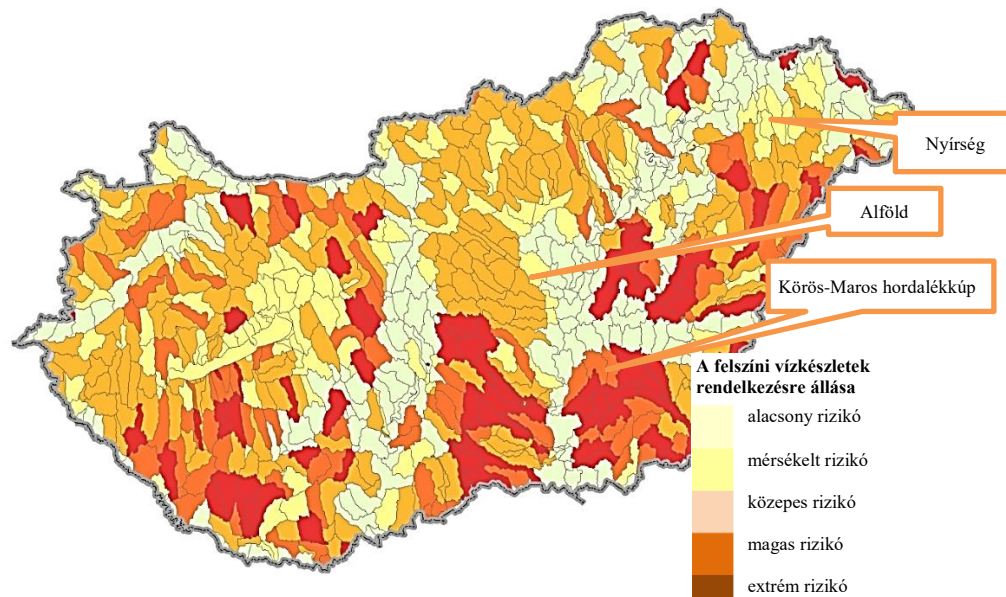 Nyírség
Alföld
Körös-Maros hordalékkúp
A felszíni vízkészletek
rendelkezésre állása
alacsony rizikó
mérsékelt rizikó
közepes rizikó
magas rizikó
extrém rizikó